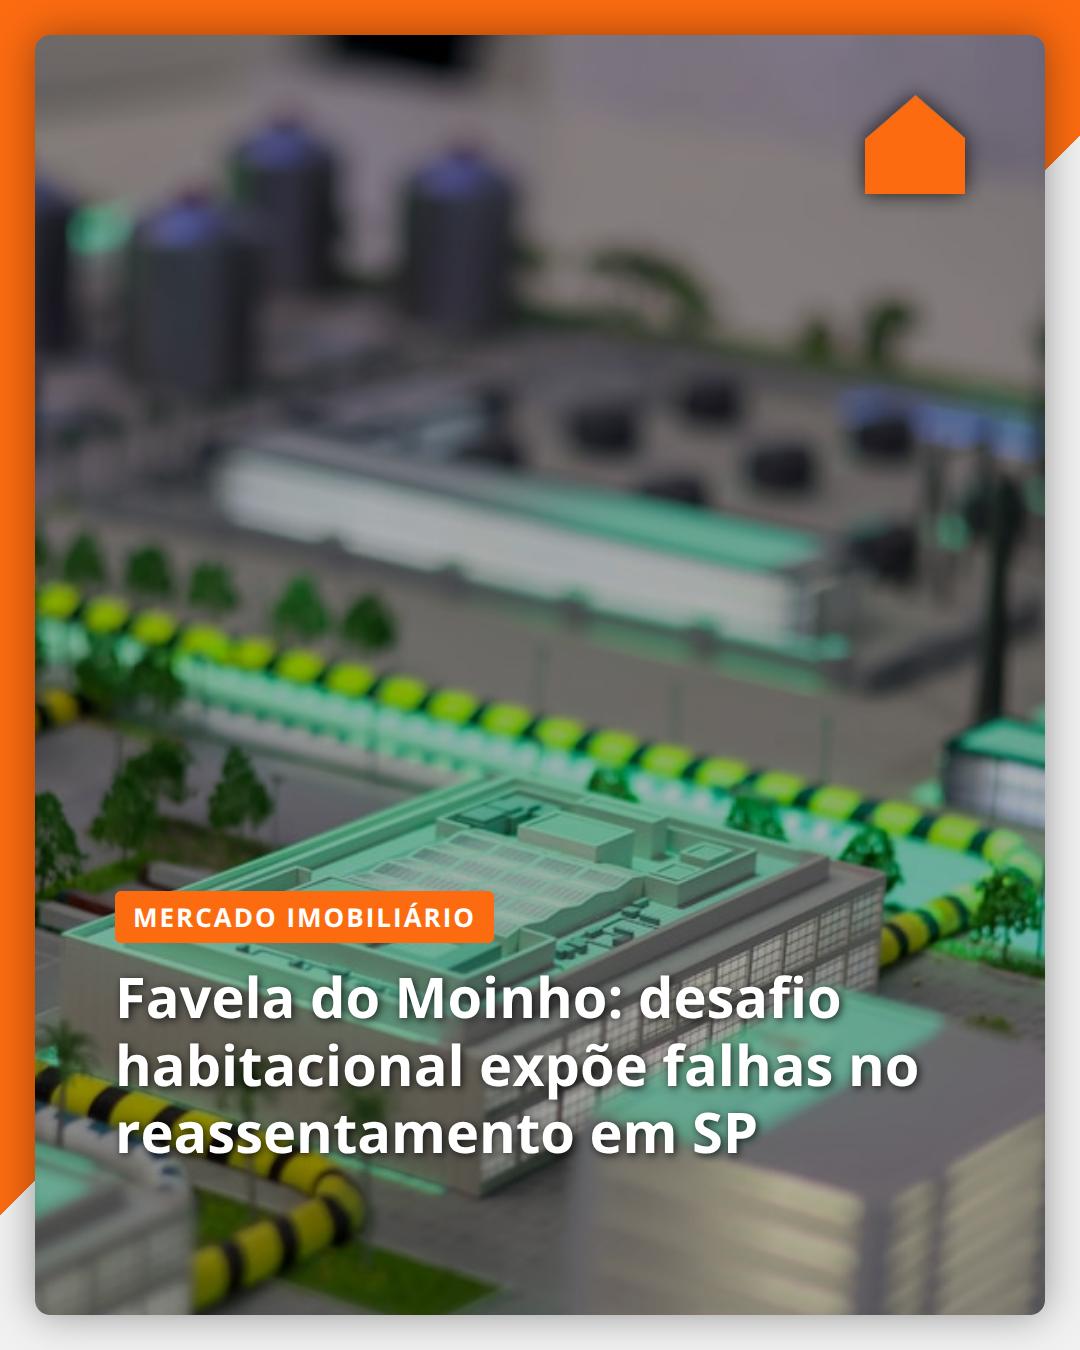 MERCADO IMOBILIÁRIO
Favela do Moinho: desafio
habitacional expõe falhas no
reassentamento em SP